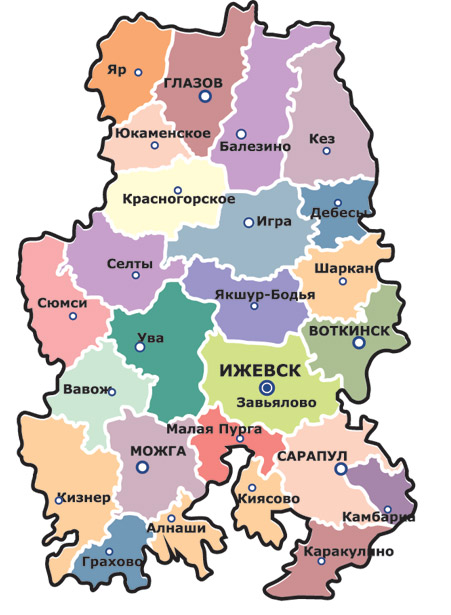 Яр
ГЛАЗОВ
Юкаменское
Балезино
Кез
Красногорское
Игра
Дебесы
Селты
Шаркан
Якшур-Бодья
Сюмси
Ува
ВОТКИНСК
ИЖЕВСК
Вавож
Завьялово
Малая Пурга
МОЖГА
САРАПУЛ
Кизнер
Киясово
Камбарка
Алнаши
Грахово
Каракулино